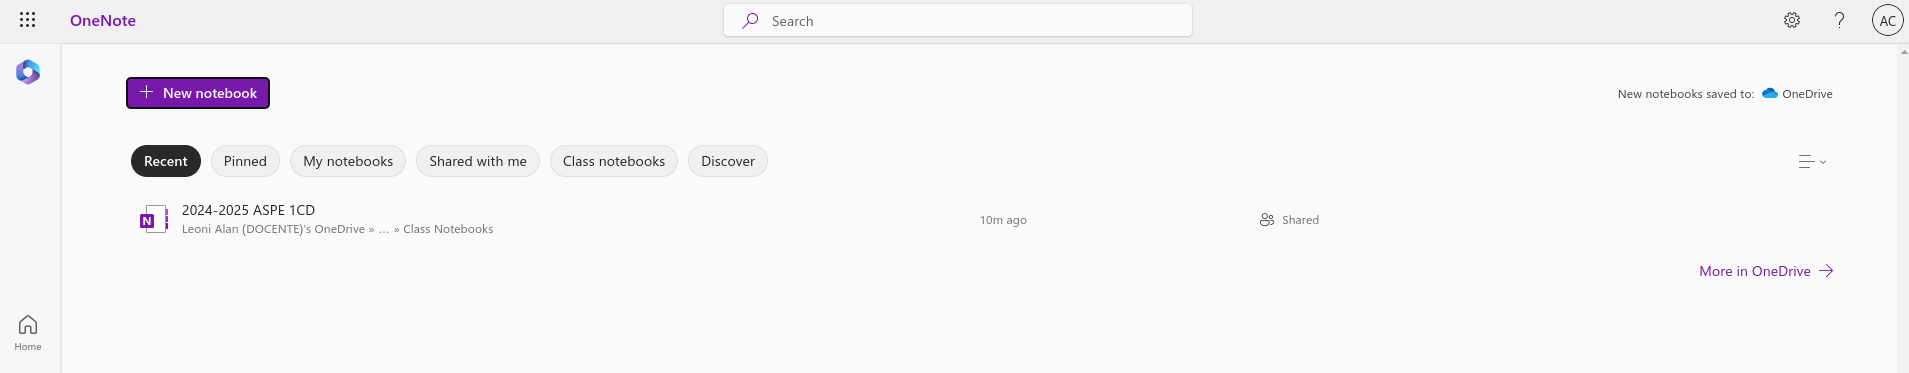 OneNote
Search
?
AC
New notebook
New notebooks saved to: OneDrive
Recent
Pinned
My notebooks
Shared with me
Class notebooks
Discover
N
2024-2025 ASPE 1CD
Leoni Alan (DOCENTE)'s OneDrive » ... » Class Notebooks
10m ago
Shared
More in OneDrive
Home